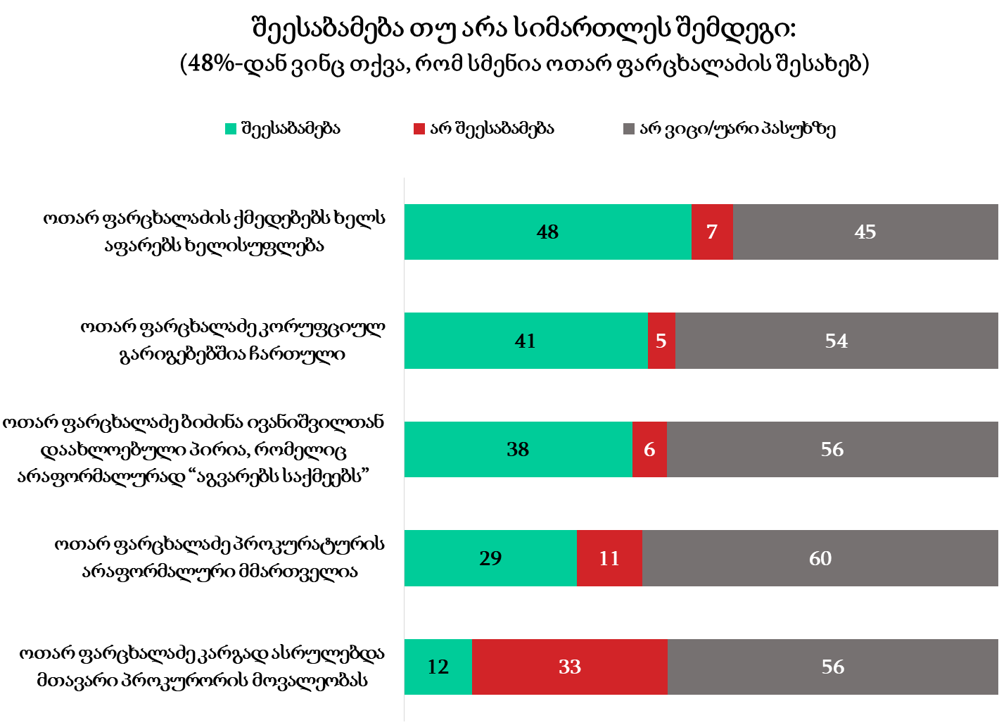 შეესაბამება თუ არა სიმართლეს შემდეგი:
(48%-დან ვინც თქვა, რომ სმენია ოთარ ფარცხალაძის შესახებ)
შეესაბამება
არ შეესაბამება
არ ვიცი/უარი პასუხზე
ოთარ ფარცხალაძის ქმედებებს ხელს
აფარებს ხელისუფლება
48
7
45
ოთარ ფარცხალაძე კორუფციულ
გარიგებებშია ჩართული
41
5
54
ოთარ ფარცხალაძე ბიძინა ივანიშვილთან
დაახლოებული პირია, რომელიც
არაფორმალურად “აგვარებს საქმეებს”
38
6
56
ოთარ ფარცხალაძე პროკურატურის
არაფორმალური მმართველია
29
11
60
ოთარ ფარცხალაძე კარგად ასრულებდა
მთავარი პროკურორის მოვალეობას
12
33
56